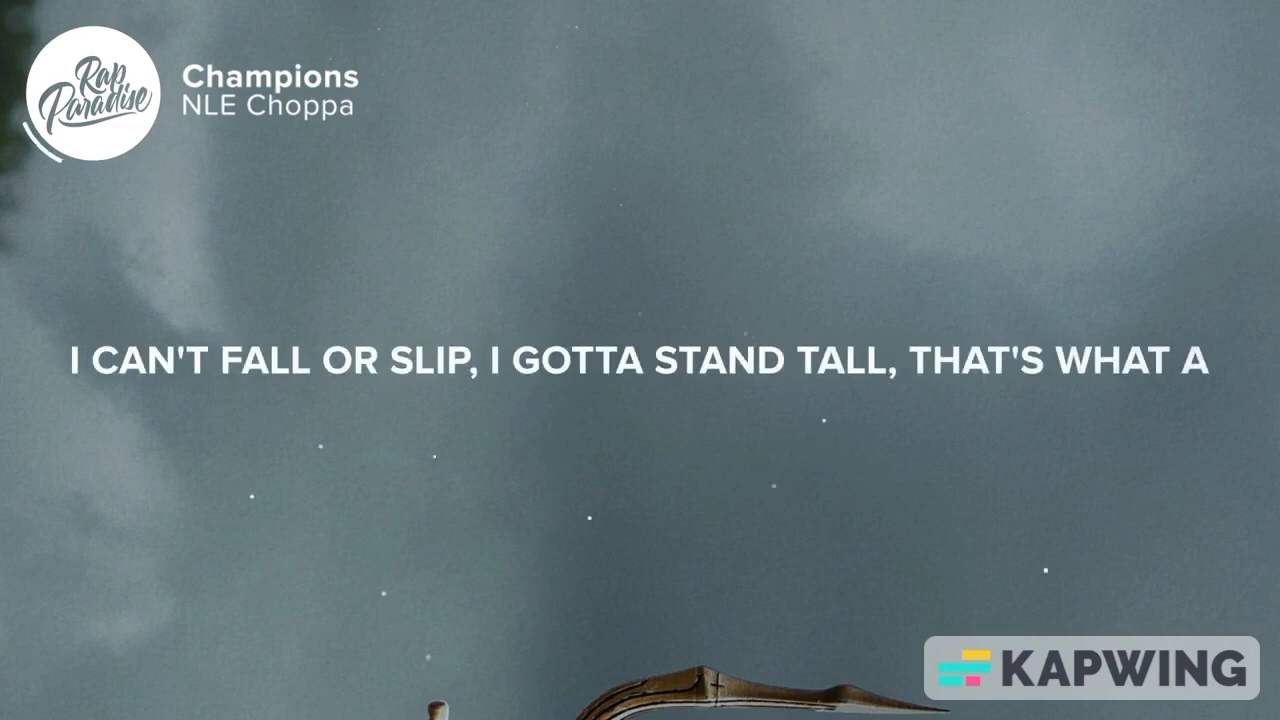 Rap
Paradise
Champions
NLE Choppa
I CAN'T FALL OR SLIP, I GOTTA STAND TALL, THAT'S WHAT A
KAPWING